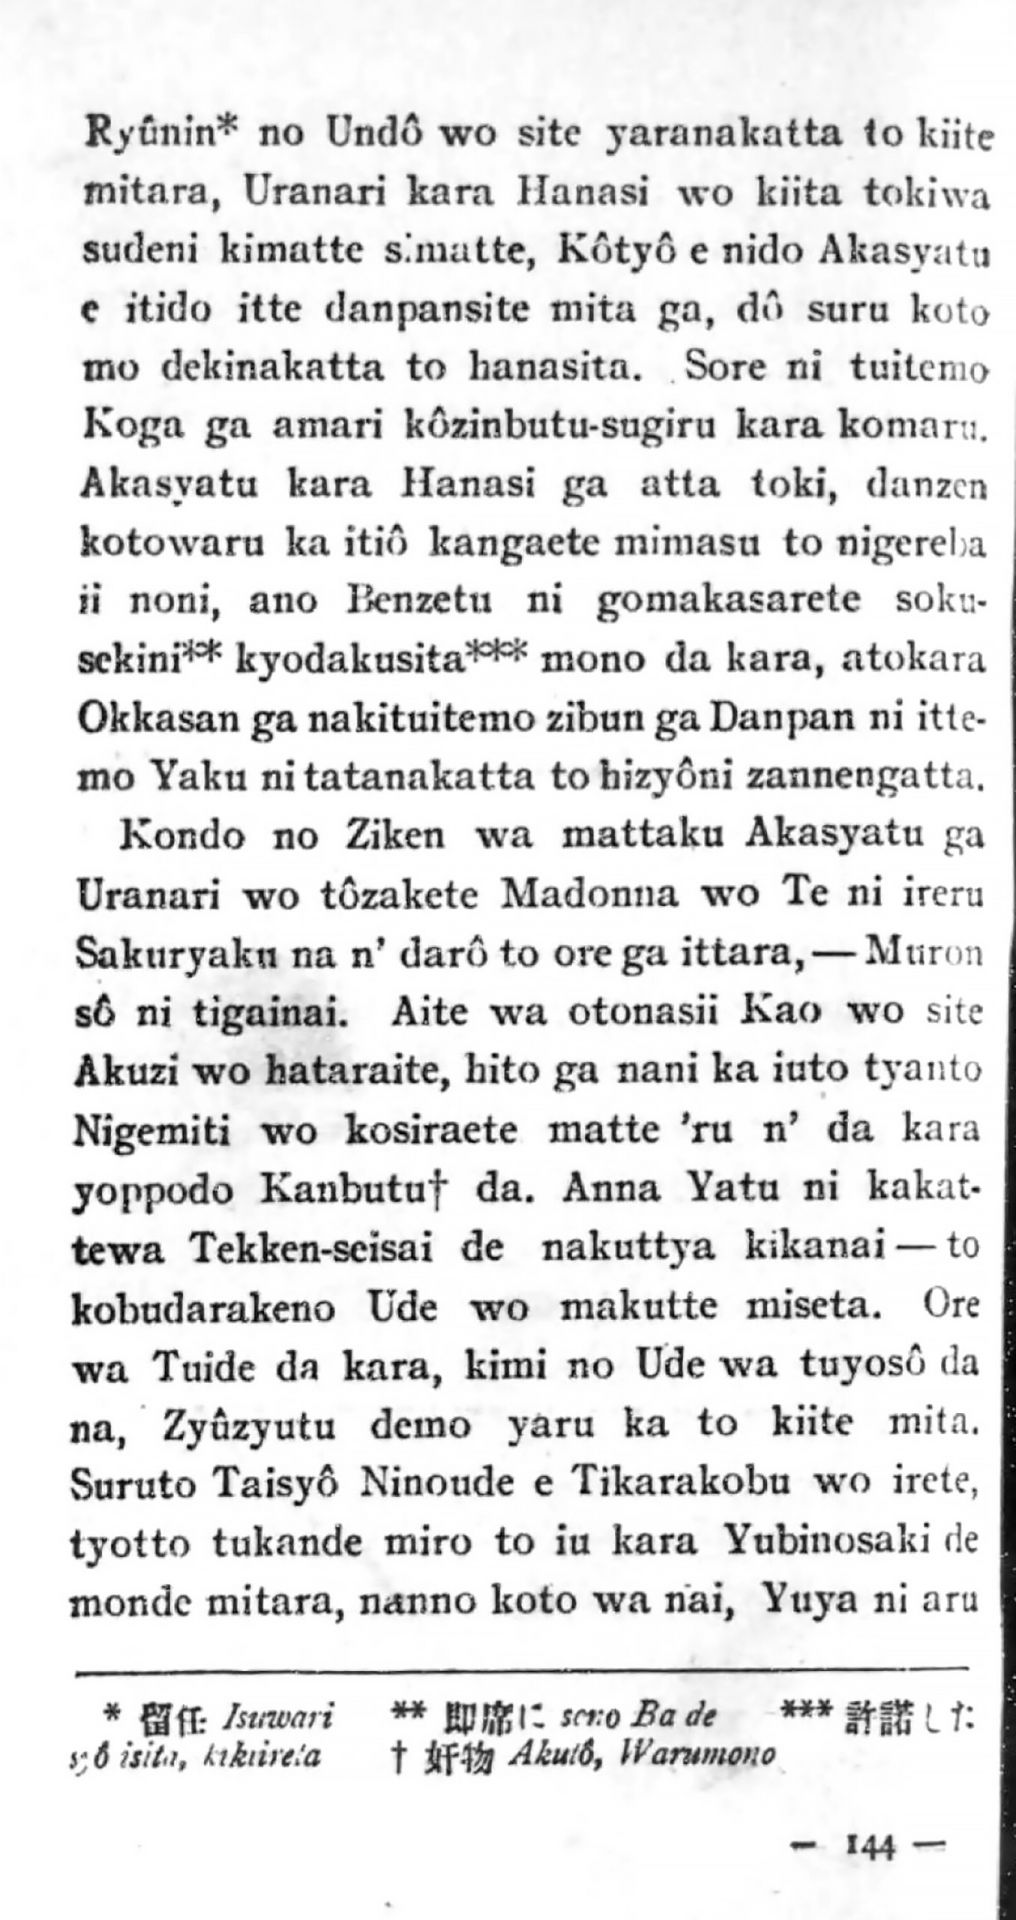 Ryûnin* no Undô wo site yaranakatta to kiite
mitara, Uranari kara Hanasi wo kiita tokiwa
sudeni kimatte simatte, Kôtyô e nido Akasyatu
e itido itte danpansite mita ga, dô suru koto
mo dekinakatta to hanasita. Sore ni tuitemo
Koga ga amari kôzinbutu-sugiru kara komaru.
Akasyatu kara Hanasi ga atta toki, danzen
kotowaru ka itiô kangaete mimasu to nigereba
ii noni, ano Benzetu ni gomakasarete soku-
sekini** kyodakusita*** mono da kara, atokara
Okkasan ga nakituitemo zibun ga Danpan ni itte-
mo Yaku ni tatanakatta to hizyôni zannengatta.
Kondo no Ziken wa mattaku Akasyatu ga
Uranari wo tôzakete Madonna wo Te ni ireru
Sakuryaku na n' darô to ore ga ittara,—Muron
sô ni tigainai. Aite wa otonasii Kao wo site
Akuzi wo hataraite, hito ga nani ka iuto tyanto
Nigemiti wo kosiraete matte 'ru n' da kara
yoppodo Kanbutu† da. Anna Yatu ni kakat-
tewa Tekken-seisai de nakuttya kikanai — to
kobudarakeno Ude wo makutte miseta. Ore
wa Tuide da kara, kimi no Ude wa tuyosô da
na, Zyûzyutu demo yaru ka to kiite mita.
Suruto Taisyô Ninoude e Tikarakobu wo irete,
tyotto tukande miro to iu kara Yubinosaki de
monde mitara, nanno koto wa nai, Yuya ni aru
* 留任 Isuwari ** 即席に sono Ba de *** 許諾した
syôisita, kikiireta † 奸物 Akutô, Warumono
— 144 —